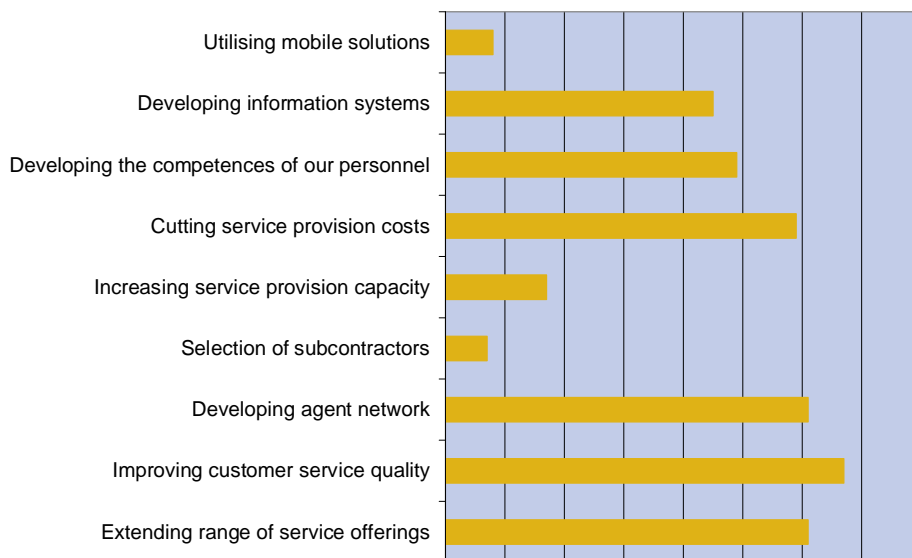 Utilising mobile solutions
Developing information systems
Developing the competences of our personnel
Cutting service provision costs
Increasing service provision capacity
Selection of subcontractors
Developing agent network
Improving customer service quality
Extending range of service offerings